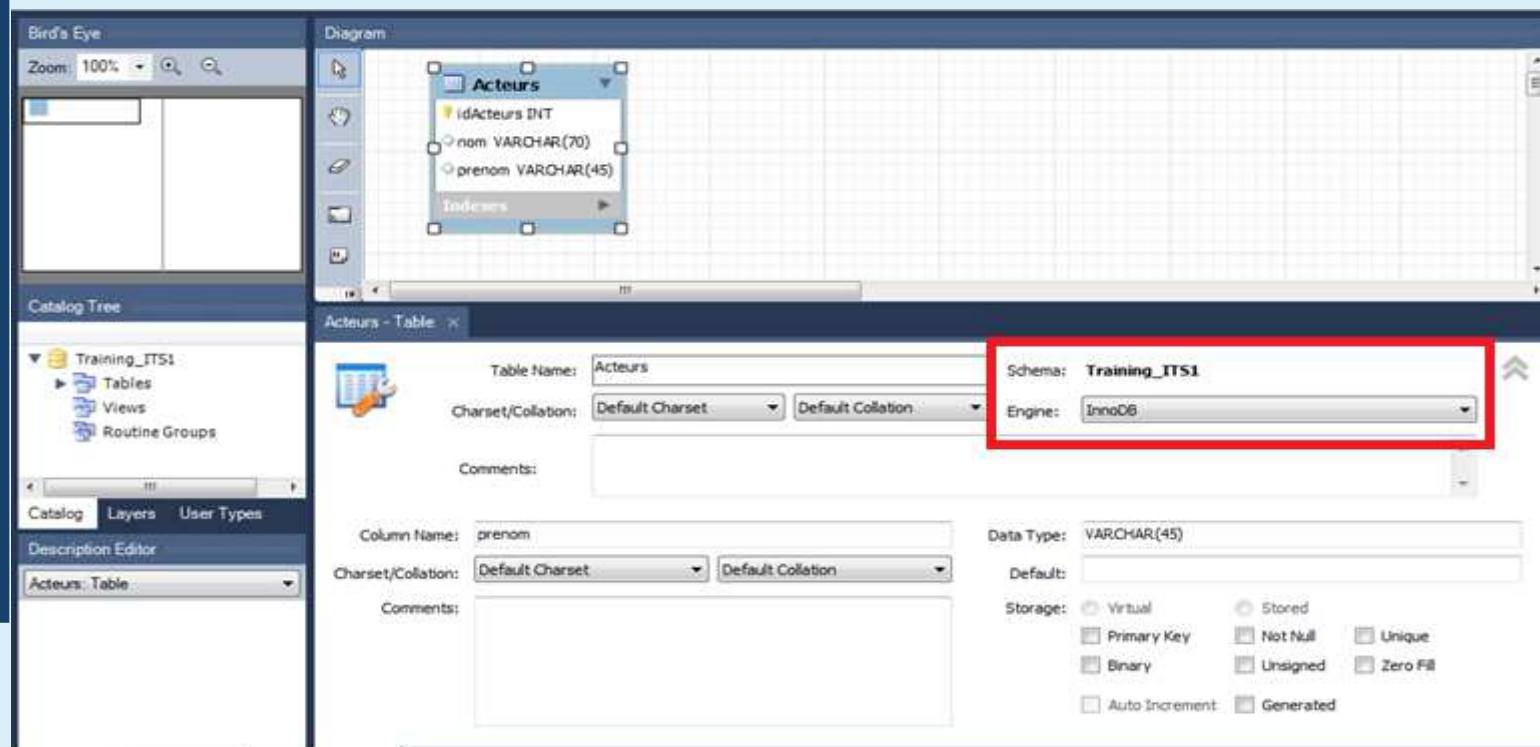 Bird's Eye
Zoom: 100%
Catalog Tree
Training_ITS1
Tables
Views
Routine Groups
Catalog Layers User Types
Description Editor
Acteurs: Table
Diagram
Acteurs
idActeurs INT
nom VARCHAR(70)
prenom VARCHAR(45)
Indexes
Acteurs - Table ×
Table Name: Acteurs
Schema: Training_ITS1
Charset/Collation: Default Charset Default Collation
Engine: InnoDB
Comments:
Column Name: prenom
Data Type: VARCHAR(45)
Charset/Collation: Default Charset Default Collation
Default:
Comments:
Storage: Virtual Stored
Primary Key Not Null Unique
Binary Unsigned Zero Fill
Auto Increment Generated